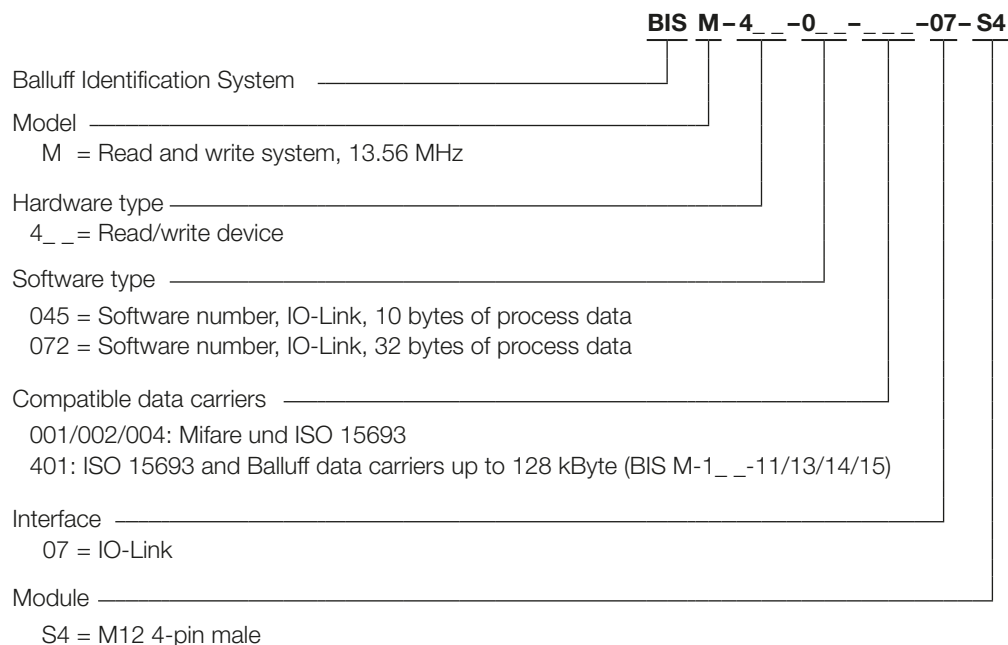 BIS M–4_ _–0_ _–_ _ _–07–S4
Balluff Identification System
Model
M = Read and write system, 13.56 MHz
Hardware type
4_ _= Read/write device
Software type
045 = Software number, IO-Link, 10 bytes of process data
072 = Software number, IO-Link, 32 bytes of process data
Compatible data carriers
001/002/004: Mifare und ISO 15693
401: ISO 15693 and Balluff data carriers up to 128 kByte (BIS M-1_ _-11/13/14/15)
Interface
07 = IO-Link
Module
S4 = M12 4-pin male